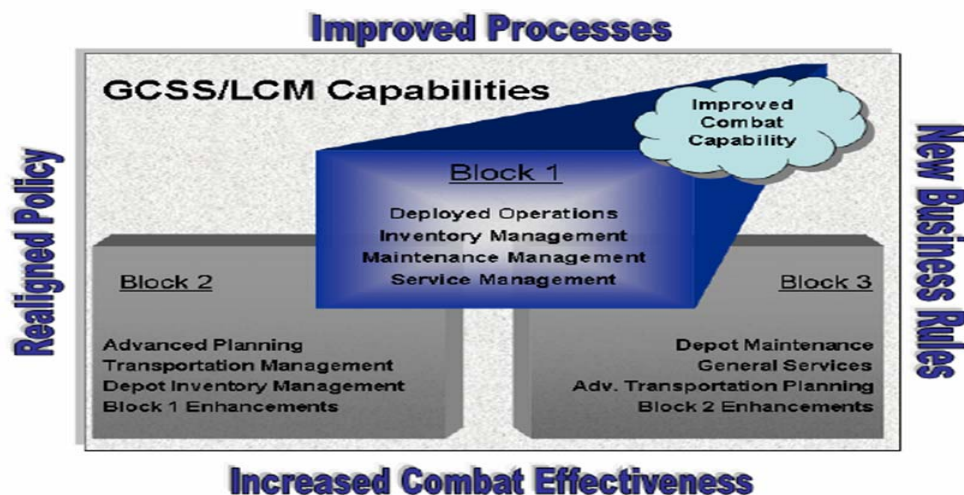 Improved Processes
GCSS/LCM Capabilities
Improved
Combat
Capability
Realigned Policy
New Business Rules
Block 1
Deployed Operations
Inventory Management
Maintenance Management
Service Management
Block 2
Advanced Planning
Transportation Management
Depot Inventory Management
Block 1 Enhancements
Block 3
Depot Maintenance
General Services
Adv. Transportation Planning
Block 2 Enhancements
Increased Combat Effectiveness